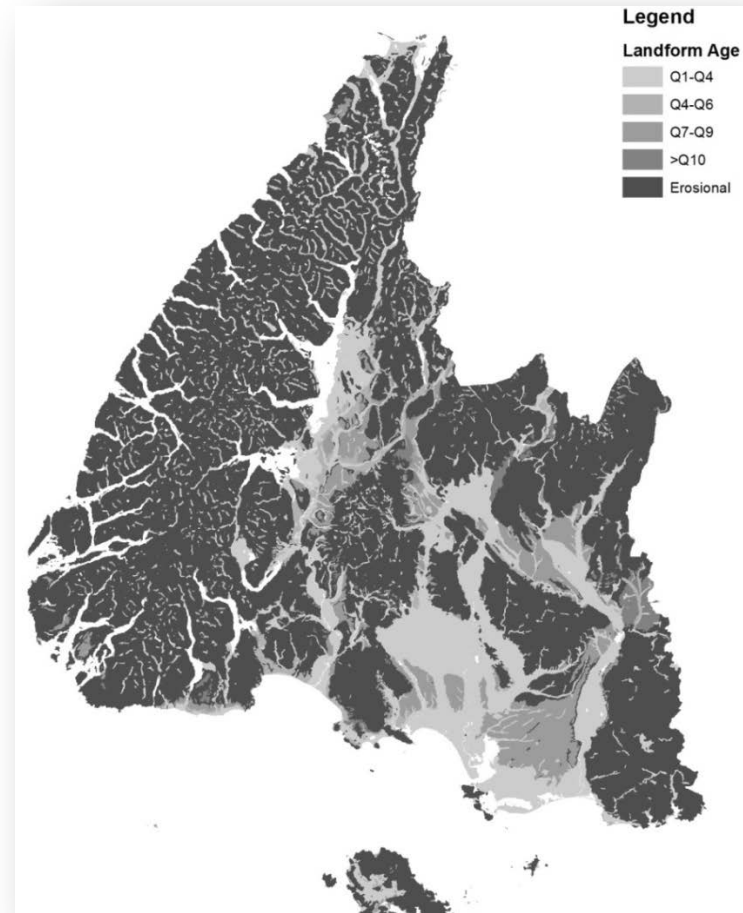 Legend
Landform Age
Q1-Q4
Q4-Q6
Q7-Q9
>Q10
Erosional